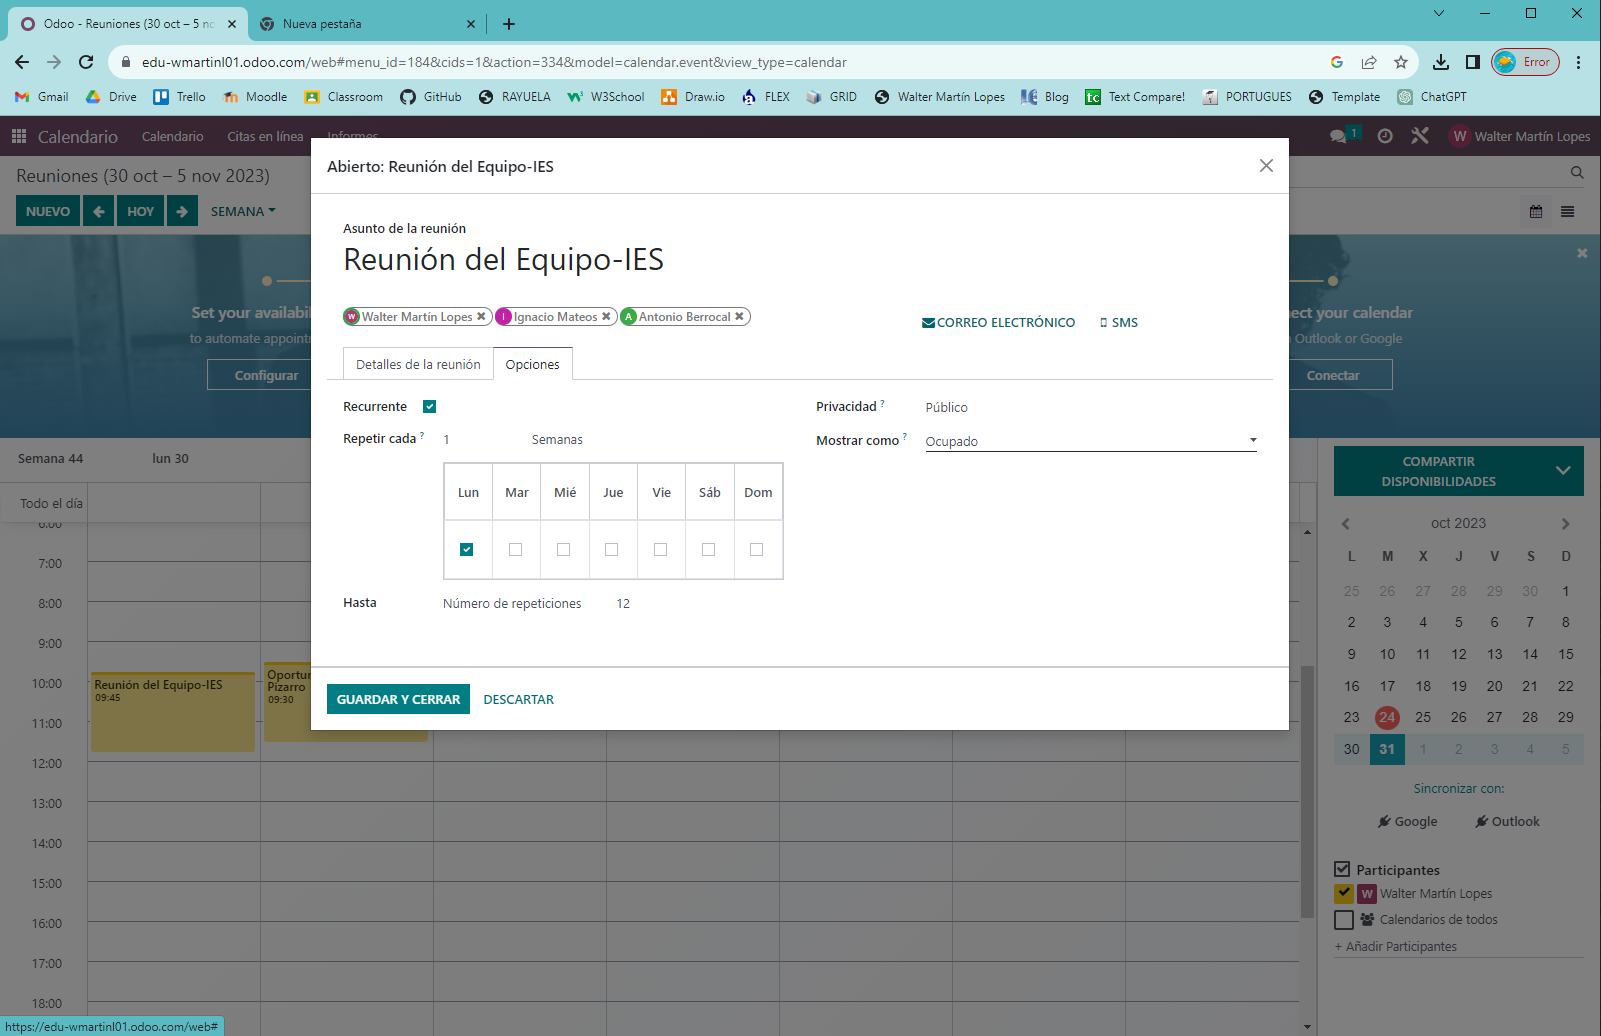 Odoo - Reuniones (30 oct – 5 no
Nueva pestaña
edu-wmartinl01.odoo.com/web#menu_id=184&cids=1&action=334&model=calendar.event&view_type=calendar
Error
Gmail Drive Trello Moodle Classroom GitHub RAYUELA W3School Draw.io FLEX GRID Walter Martín Lopes Blog Text Compare! PORTUGUES Template ChatGPT
Calendario Calendario Citas en línea Informes 1 W Walter Martín Lopes
Reuniones (30 oct – 5 nov 2023)
NUEVO HOY SEMANA
Abierto: Reunión del Equipo-IES
Asunto de la reunión
Reunión del Equipo-IES
W Walter Martín Lopes I Ignacio Mateos A Antonio Berrocal
CORREO ELECTRÓNICO SMS
Detalles de la reunión Opciones
Recurrente
Privacidad ? Público
Repetir cada ? 1 Semanas
Mostrar como ? Ocupado
Lun Mar Mié Jue Vie Sáb Dom
Hasta Número de repeticiones 12
GUARDAR Y CERRAR DESCARTAR
Set your availabi
to automate appoint
Configurar
ect your calendar
Outlook or Google
Conectar
Semana 44 lun 30
Todo el día
6:00
7:00
8:00
9:00
10:00
11:00
12:00
13:00
14:00
15:00
16:00
17:00
18:00
Reunión del Equipo-IES
09:45
Oportur
Pizarro
09:30
COMPARTIR
DISPONIBILIDADES
oct 2023
L M X J V S D
25 26 27 28 29 30 1
2 3 4 5 6 7 8
9 10 11 12 13 14 15
16 17 18 19 20 21 22
23 24 25 26 27 28 29
30 31 1 2 3 4 5
Sincronizar con:
Google Outlook
Participantes
W Walter Martín Lopes
Calendarios de todos
+ Añadir Participantes
https://edu-wmartinl01.odoo.com/web#